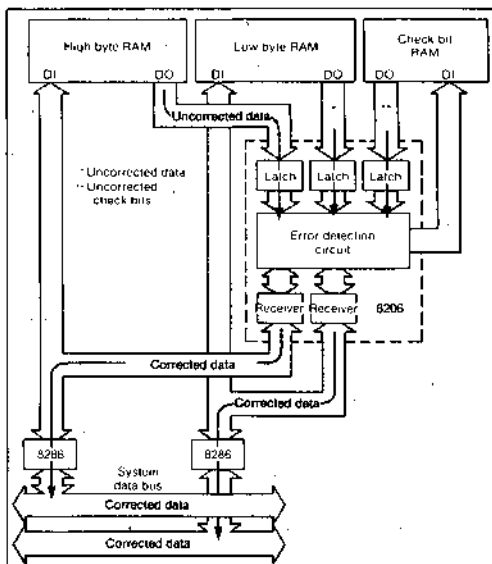 High byte RAM
DI
DO
Low byte RAM
DI
DO
Check bit
RAM
DO
DI
Uncorrected data
* Uncorrected data
** Uncorrected
check bits
Latch
Latch
Latch
Error detection
circuit
Receiver
Receiver
8206
Corrected data
Corrected data
8286
8286
System
data bus
Corrected data
Corrected data